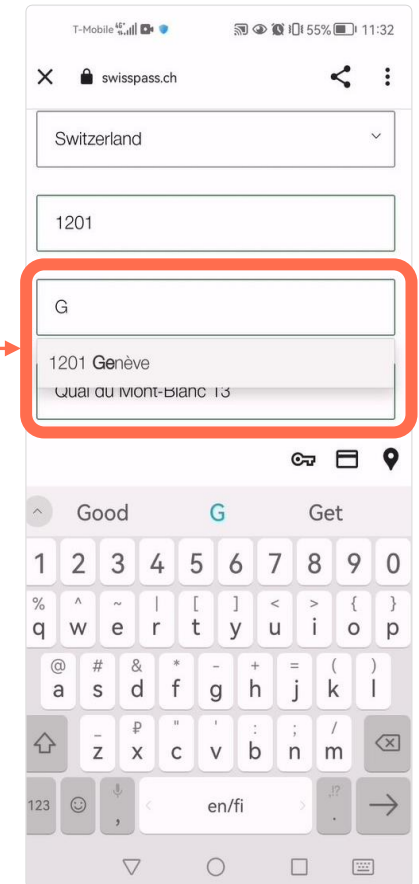 T-Mobile 4G 55% 11:32
swisspass.ch
Switzerland
1201
G
1201 Genève
Quai du Mont-Blanc 13
Good G Get
1 2 3 4 5 6 7 8 9 0
% ^ ~ | [ ] < > { }
q w e r t y u i o p
@ # & * - + = ( )
a s d f g h j k l
_ ₽ " ' : ; /
z x c v b n m
,!?
123 , en/fi .